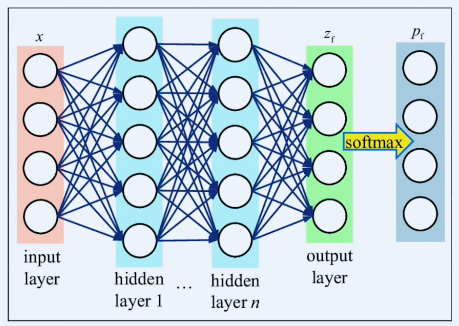 x
z_f
p_f
softmax
input
layer
hidden
layer 1
...
hidden
layer n
output
layer